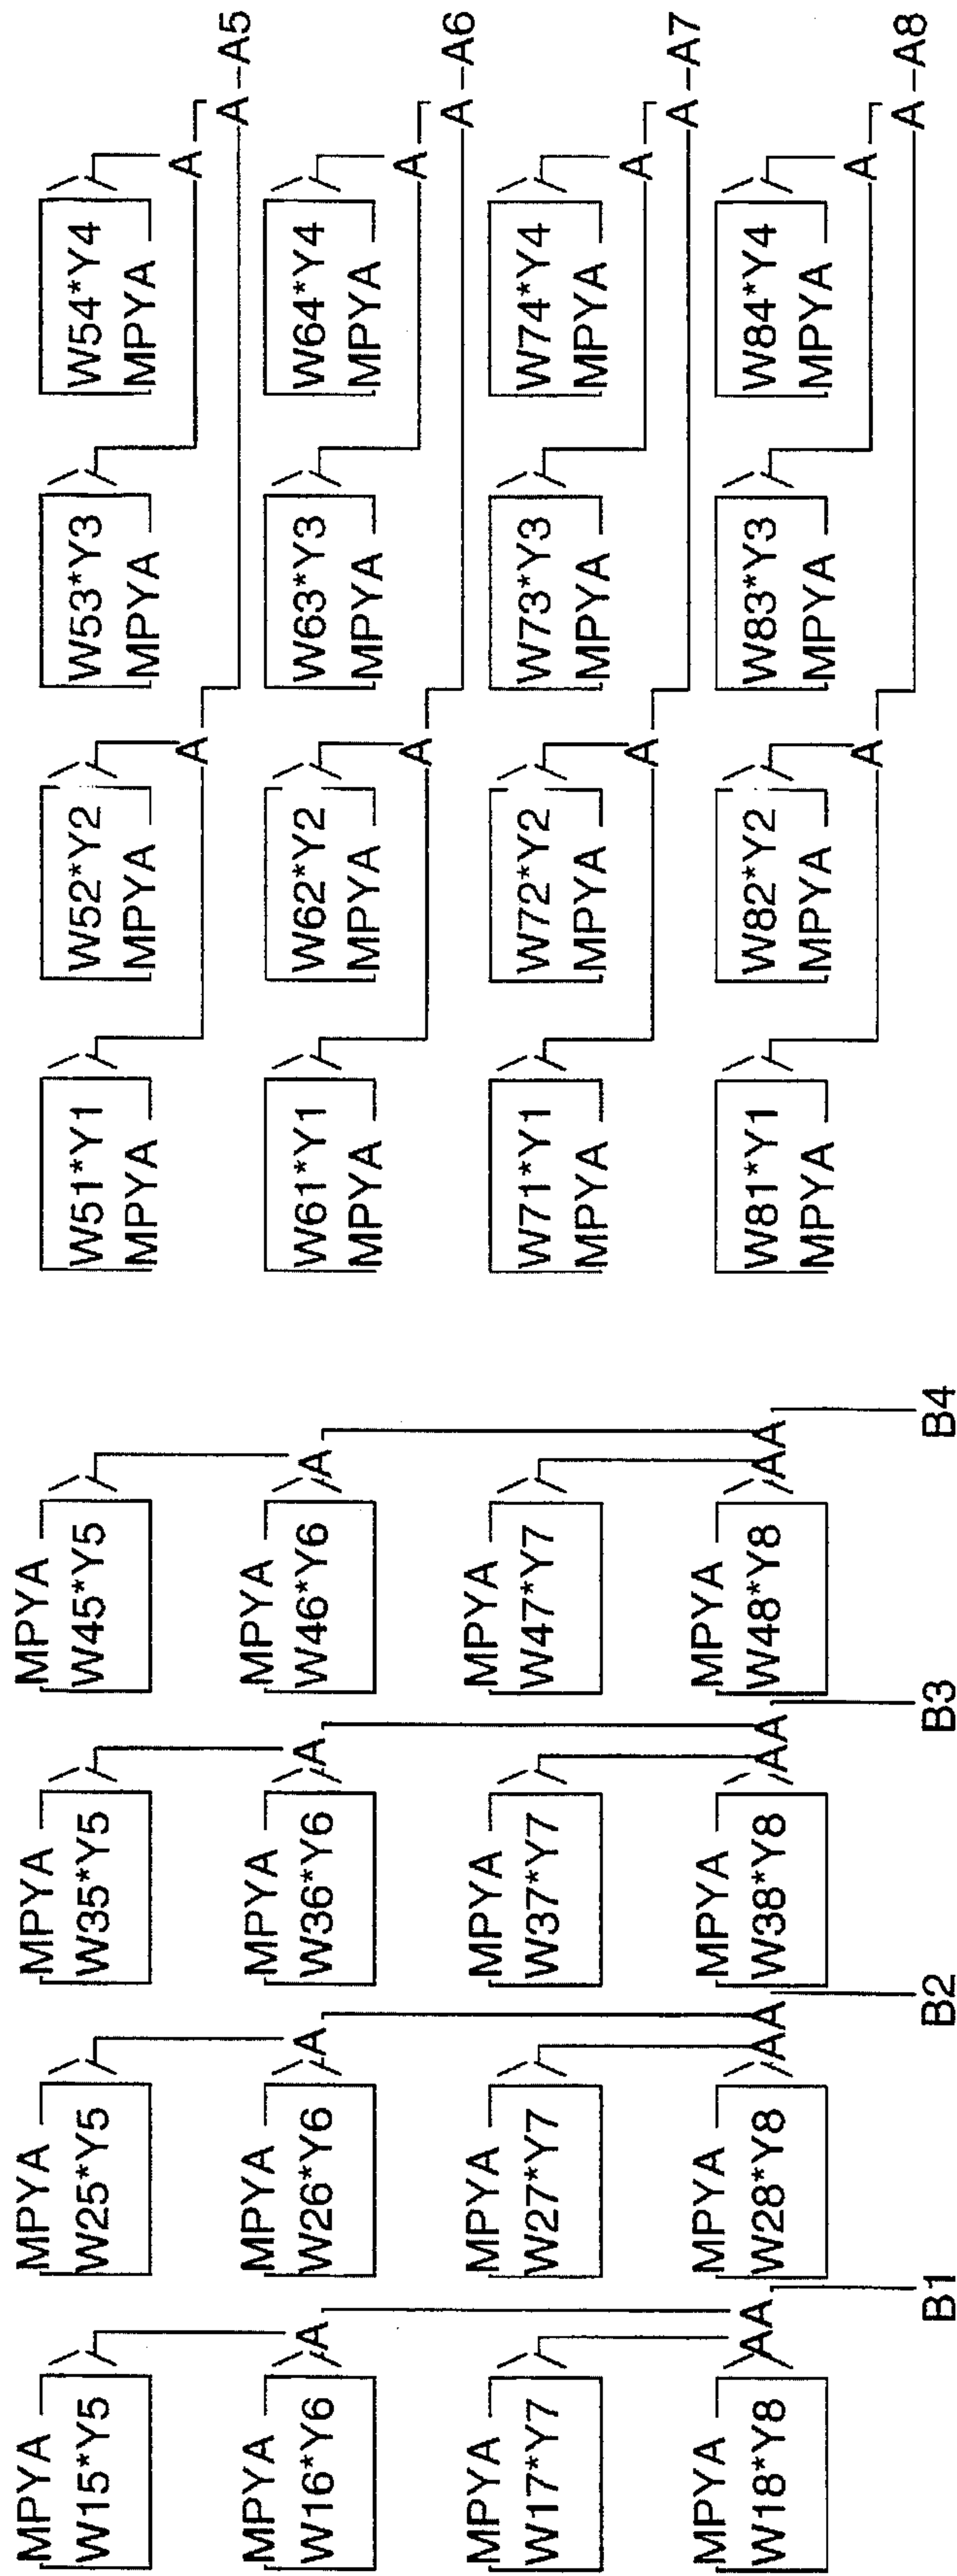 MPYA MPYA MPYA MPYA
W15*Y5 W25*Y5 W35*Y5 W45*Y5 W51*Y1 W52*Y2 W53*Y3 W54*Y4
MPYA MPYA MPYA MPYA
A A
A A5
MPYA MPYA MPYA MPYA
W16*Y6 A W26*Y6 A W36*Y6 A W46*Y6 A W61*Y1 W62*Y2 W63*Y3 W64*Y4
MPYA MPYA MPYA MPYA
A A
A A6
MPYA MPYA MPYA MPYA
W17*Y7 W27*Y7 W37*Y7 W47*Y7 W71*Y1 W72*Y2 W73*Y3 W74*Y4
MPYA MPYA MPYA MPYA
A A
A A7
MPYA MPYA MPYA MPYA
W18*Y8 AA W28*Y8 AA W38*Y8 AA W48*Y8 AA W81*Y1 W82*Y2 W83*Y3 W84*Y4
MPYA MPYA MPYA MPYA
A A
A A8
B1 B2 B3 B4